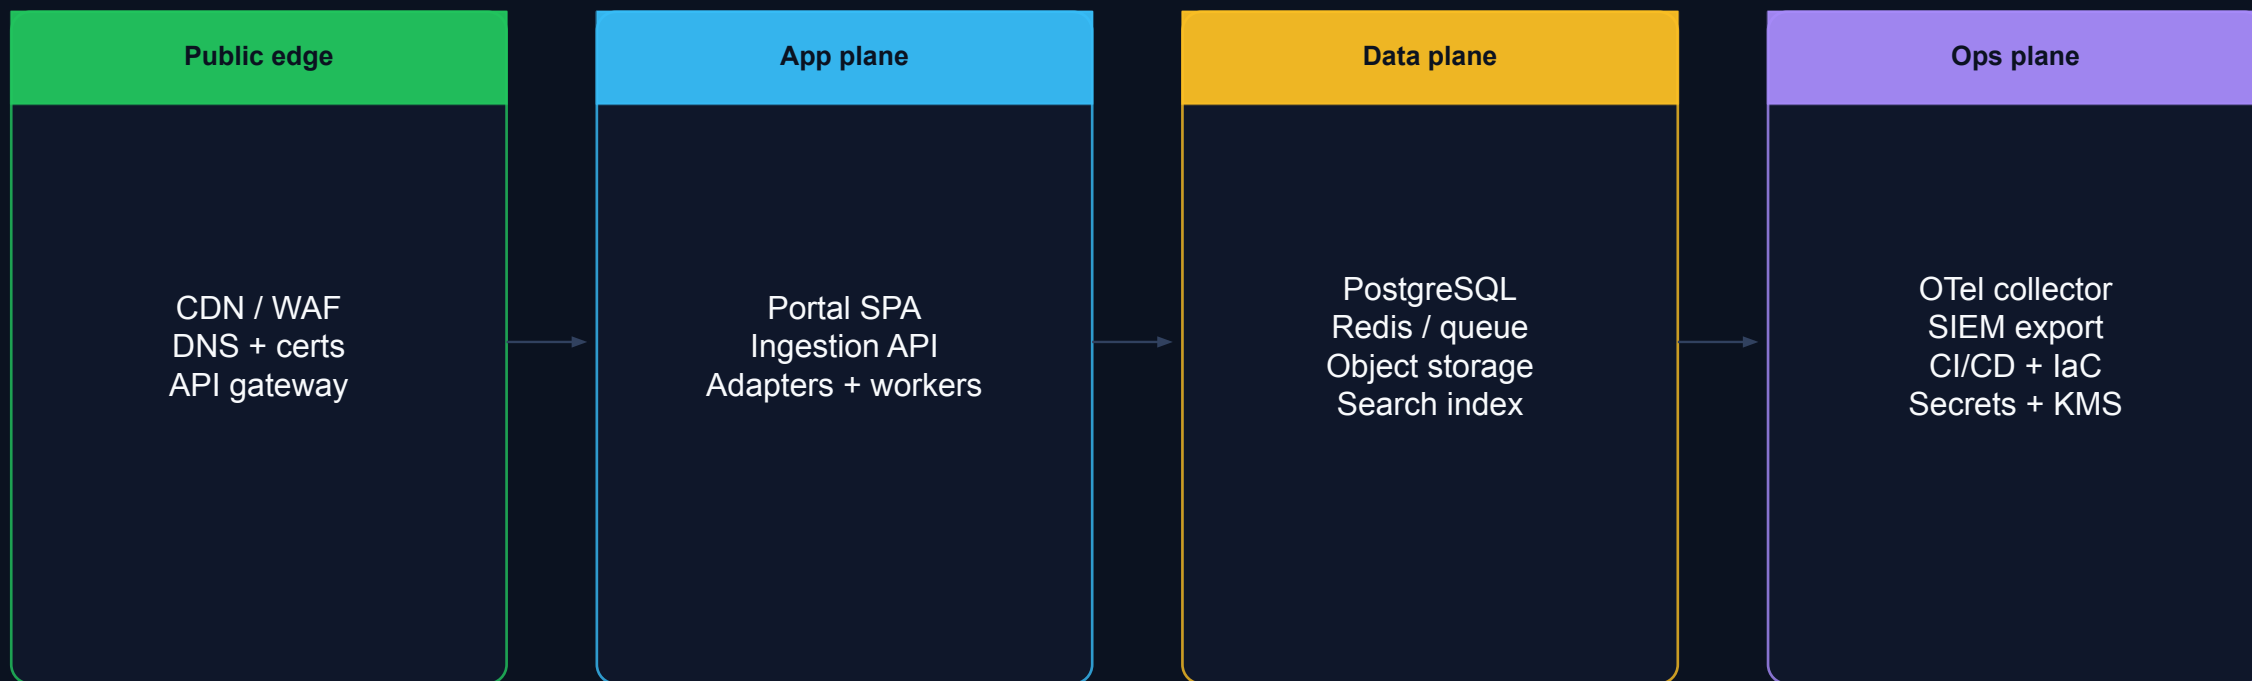 Public edge
CDN / WAF
DNS + certs
API gateway
App plane
Portal SPA
Ingestion API
Adapters + workers
Data plane
PostgreSQL
Redis / queue
Object storage
Search index
Ops plane
OTel collector
SIEM export
CI/CD + IaC
Secrets + KMS